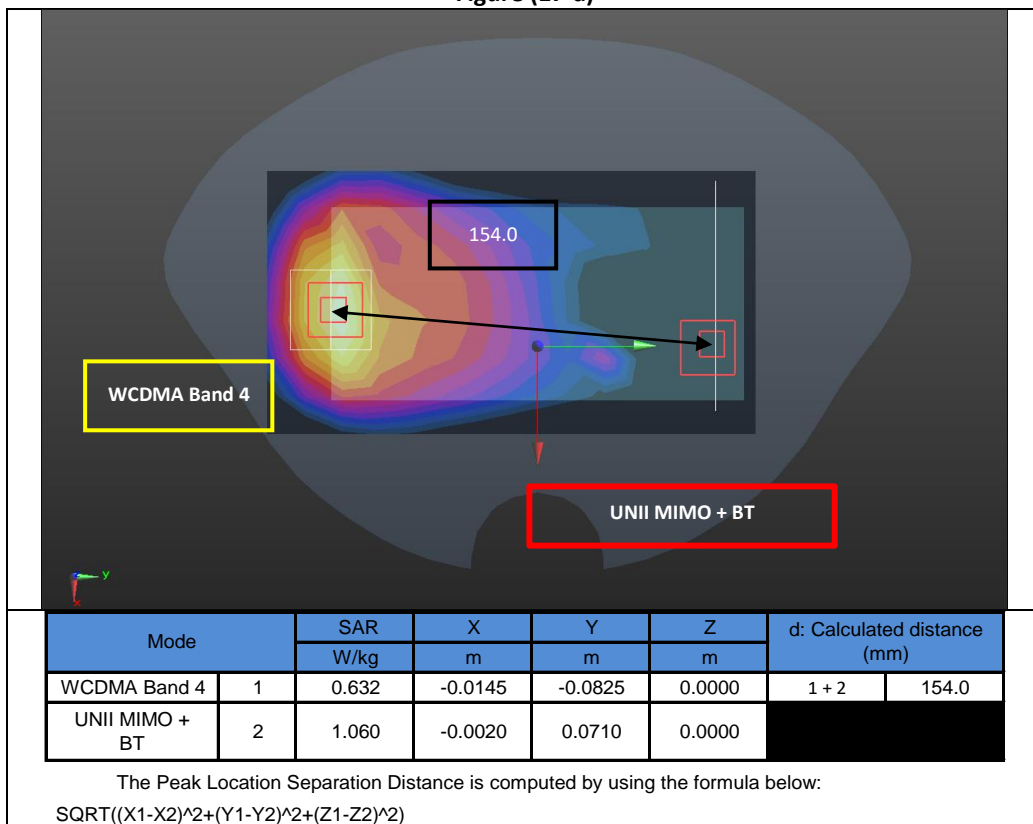 154.0
WCDMA Band 4
UNII MIMO + BT
y
x
Mode SAR X Y Z d: Calculated distance (mm)
W/kg m m m
WCDMA Band 4 1 0.632 -0.0145 -0.0825 0.0000 1 + 2 154.0
UNII MIMO + BT 2 1.060 -0.0020 0.0710 0.0000
The Peak Location Separation Distance is computed by using the formula below:
SQRT((X1-X2)^2+(Y1-Y2)^2+(Z1-Z2)^2)